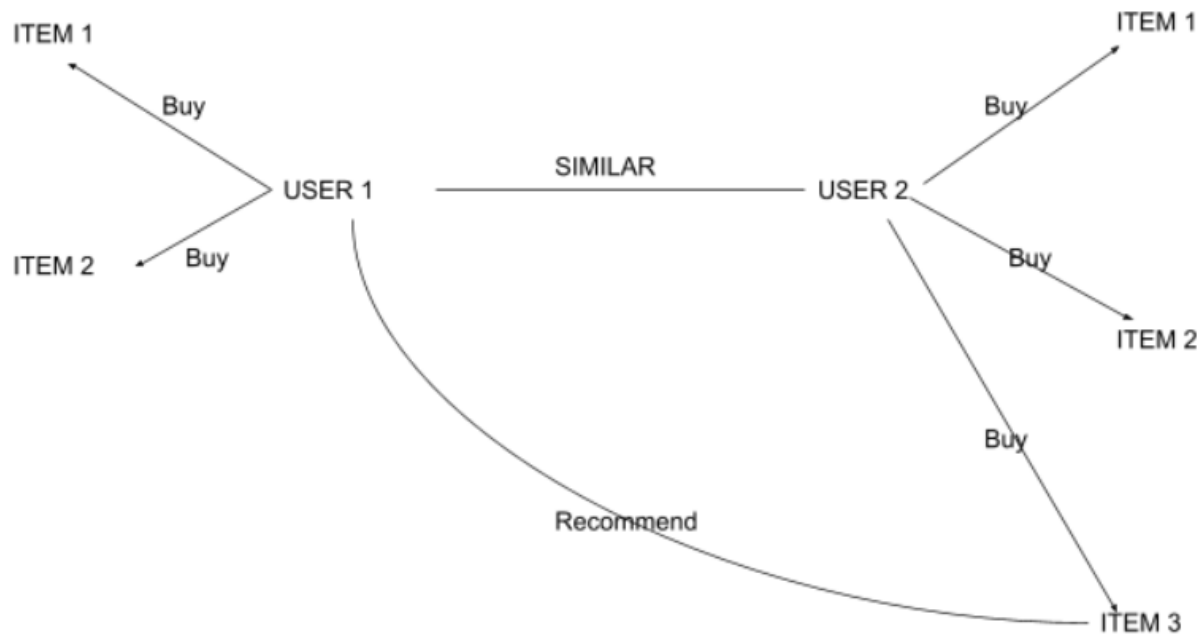 ITEM 1
ITEM 1
Buy
Buy
SIMILAR
USER 1
USER 2
Buy
Buy
ITEM 2
ITEM 2
Buy
Recommend
ITEM 3